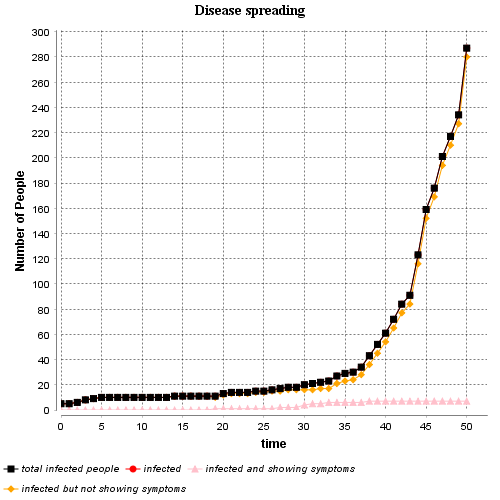 Disease spreading
300
280
260
240
220
200
180
160
140
120
100
80
60
40
20
0
Number of People
0 5 10 15 20 25 30 35 40 45 50
time
total infected people infected infected and showing symptoms
infected but not showing symptoms